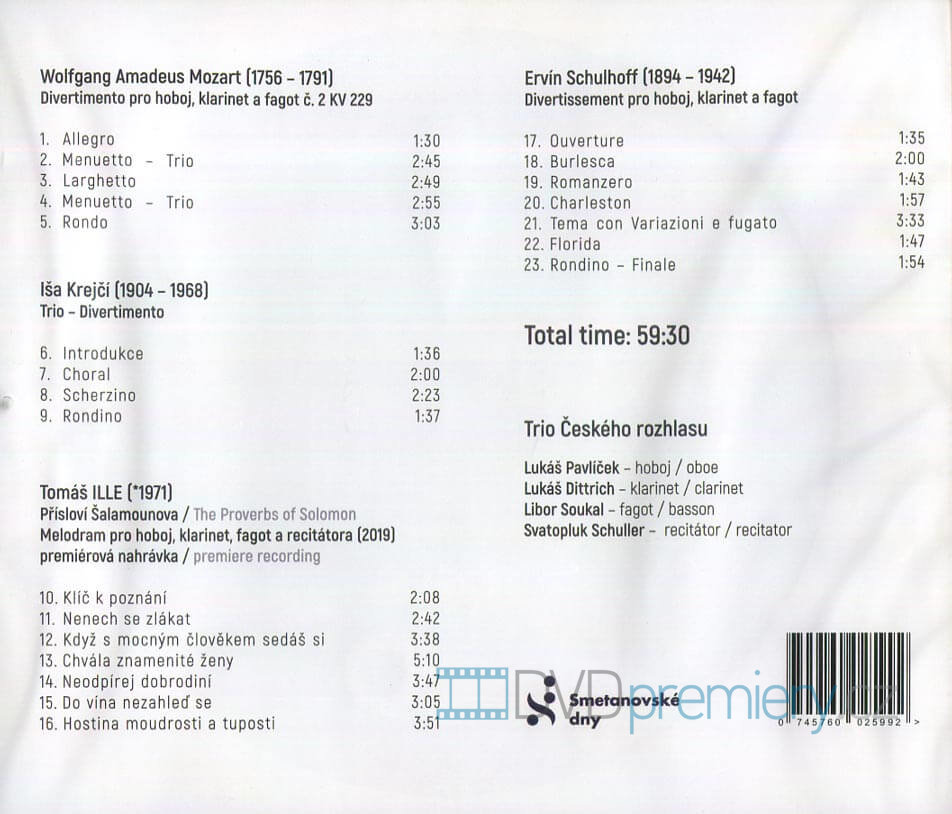 Wolfgang Amadeus Mozart (1756 – 1791)
Divertimento pro hoboj, klarinet a fagot č. 2 KV 229
1. Allegro 1:30
2. Menuetto – Trio 2:45
3. Larghetto 2:49
4. Menuetto – Trio 2:55
5. Rondo 3:03
Iša Krejčí (1904 – 1968)
Trio – Divertimento
6. Introdukce 1:36
7. Choral 2:00
8. Scherzino 2:23
9. Rondino 1:37
Tomáš ILLE (*1971)
Přísloví Šalamounova / The Proverbs of Solomon
Melodram pro hoboj, klarinet, fagot a recitátora (2019)
premiérová nahrávka / premiere recording
10. Klíč k poznání 2:08
11. Nenech se zlákat 2:42
12. Když s mocným člověkem sedáš si 3:38
13. Chvála znamenité ženy 5:10
14. Neodpírej dobrodiní 3:47
15. Do vína nezahleď se 3:05
16. Hostina moudrosti a tuposti 3:51
Ervín Schulhoff (1894 – 1942)
Divertissement pro hoboj, klarinet a fagot
17. Ouverture 1:35
18. Burlesca 2:00
19. Romanzero 1:43
20. Charleston 1:57
21. Tema con Variazioni e fugato 3:33
22. Florida 1:47
23. Rondino – Finale 1:54
Total time: 59:30
Trio Českého rozhlasu
Lukáš Pavlíček – hoboj / oboe
Lukáš Dittrich – klarinet / clarinet
Libor Soukal – fagot / basson
Svatopluk Schuller – recitátor / recitator
Smetanovské
dny
DVDpremiery.cz
0 745760 025992 >